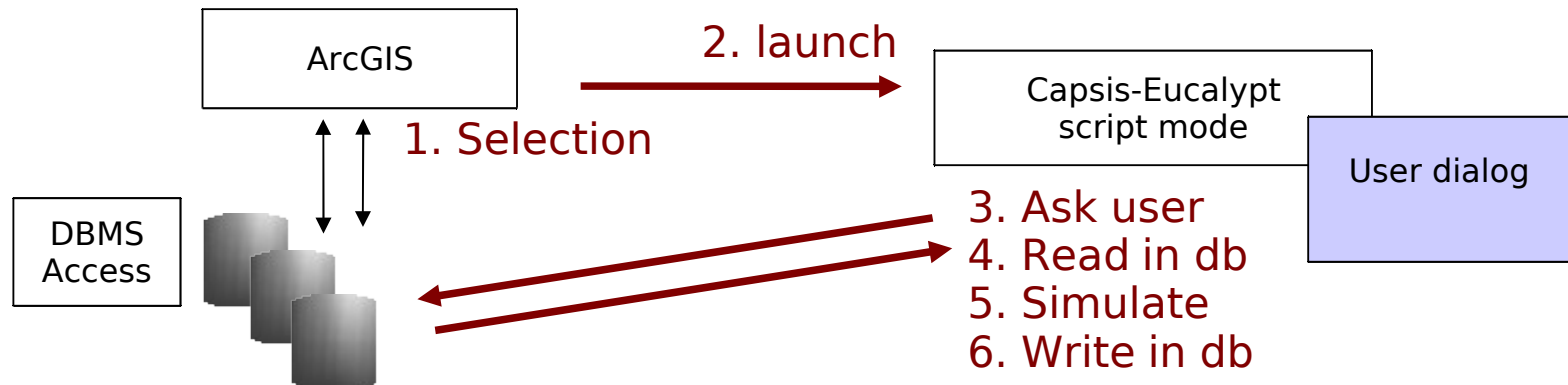 2. launch
ArcGIS
Capsis-Eucalypt
script mode
1. Selection
User dialog
DBMS
Access
3. Ask user
4. Read in db
5. Simulate
6. Write in db